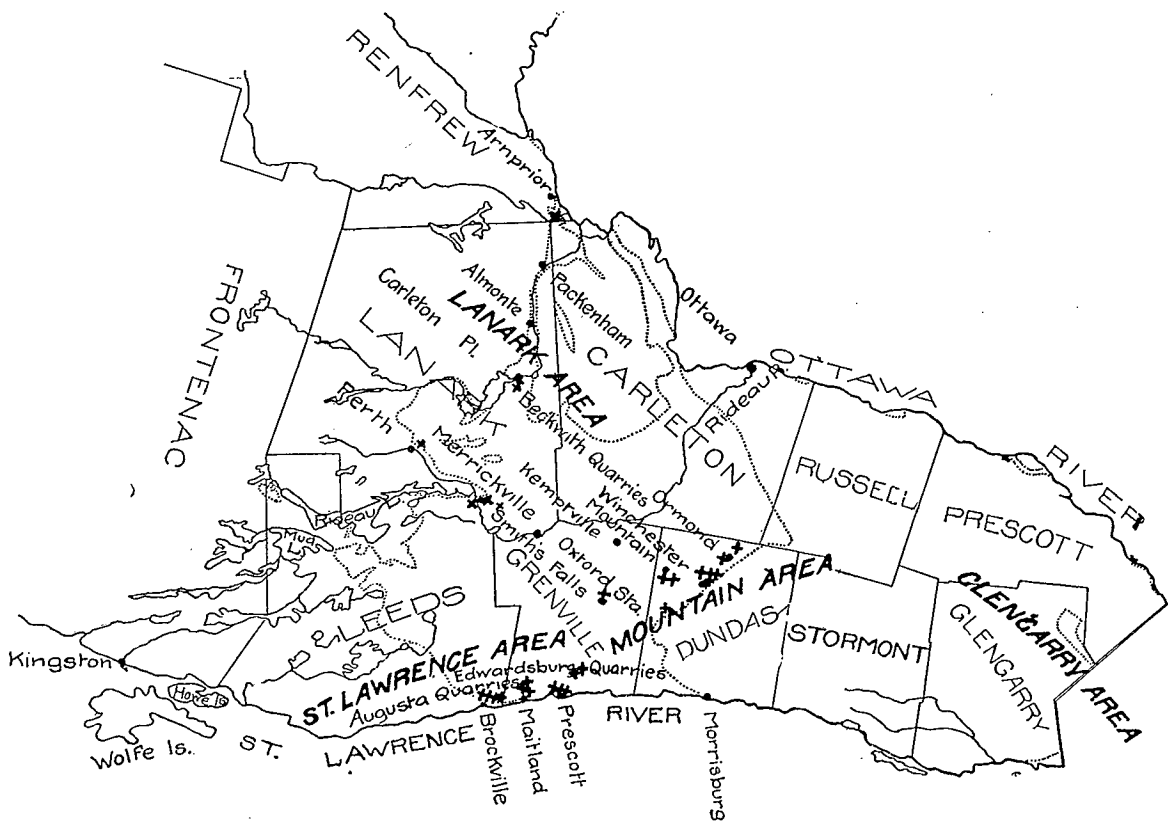 RENFREW
Arnprior
FRONTENAC
Carleton
Pl.
Almonte
LANARK AREA
LANARK
Packenham
CARLETON
Ottawa
OTTAWA
RIVER
Rideau R.
Perth
Beckwith Quarries
Merrickville
Kemptville
Smith's
Falls
Oxford Sta.
Mountain
Winchester
Ormond
RUSSELL
PRESCOTT
Rideau L.
Mud L.
LEEDS
&
GRENVILLE
MOUNTAIN AREA
DUNDAS
STORMONT
GLENGARRY
GLENGARRY AREA
Kingston
Howe Is.
Wolfe Is.
ST. LAWRENCE AREA
Edwardsburg Quarries
Augusta Quarries
ST.
LAWRENCE
RIVER
Brockville
Maitland
Prescott
Morrisburg